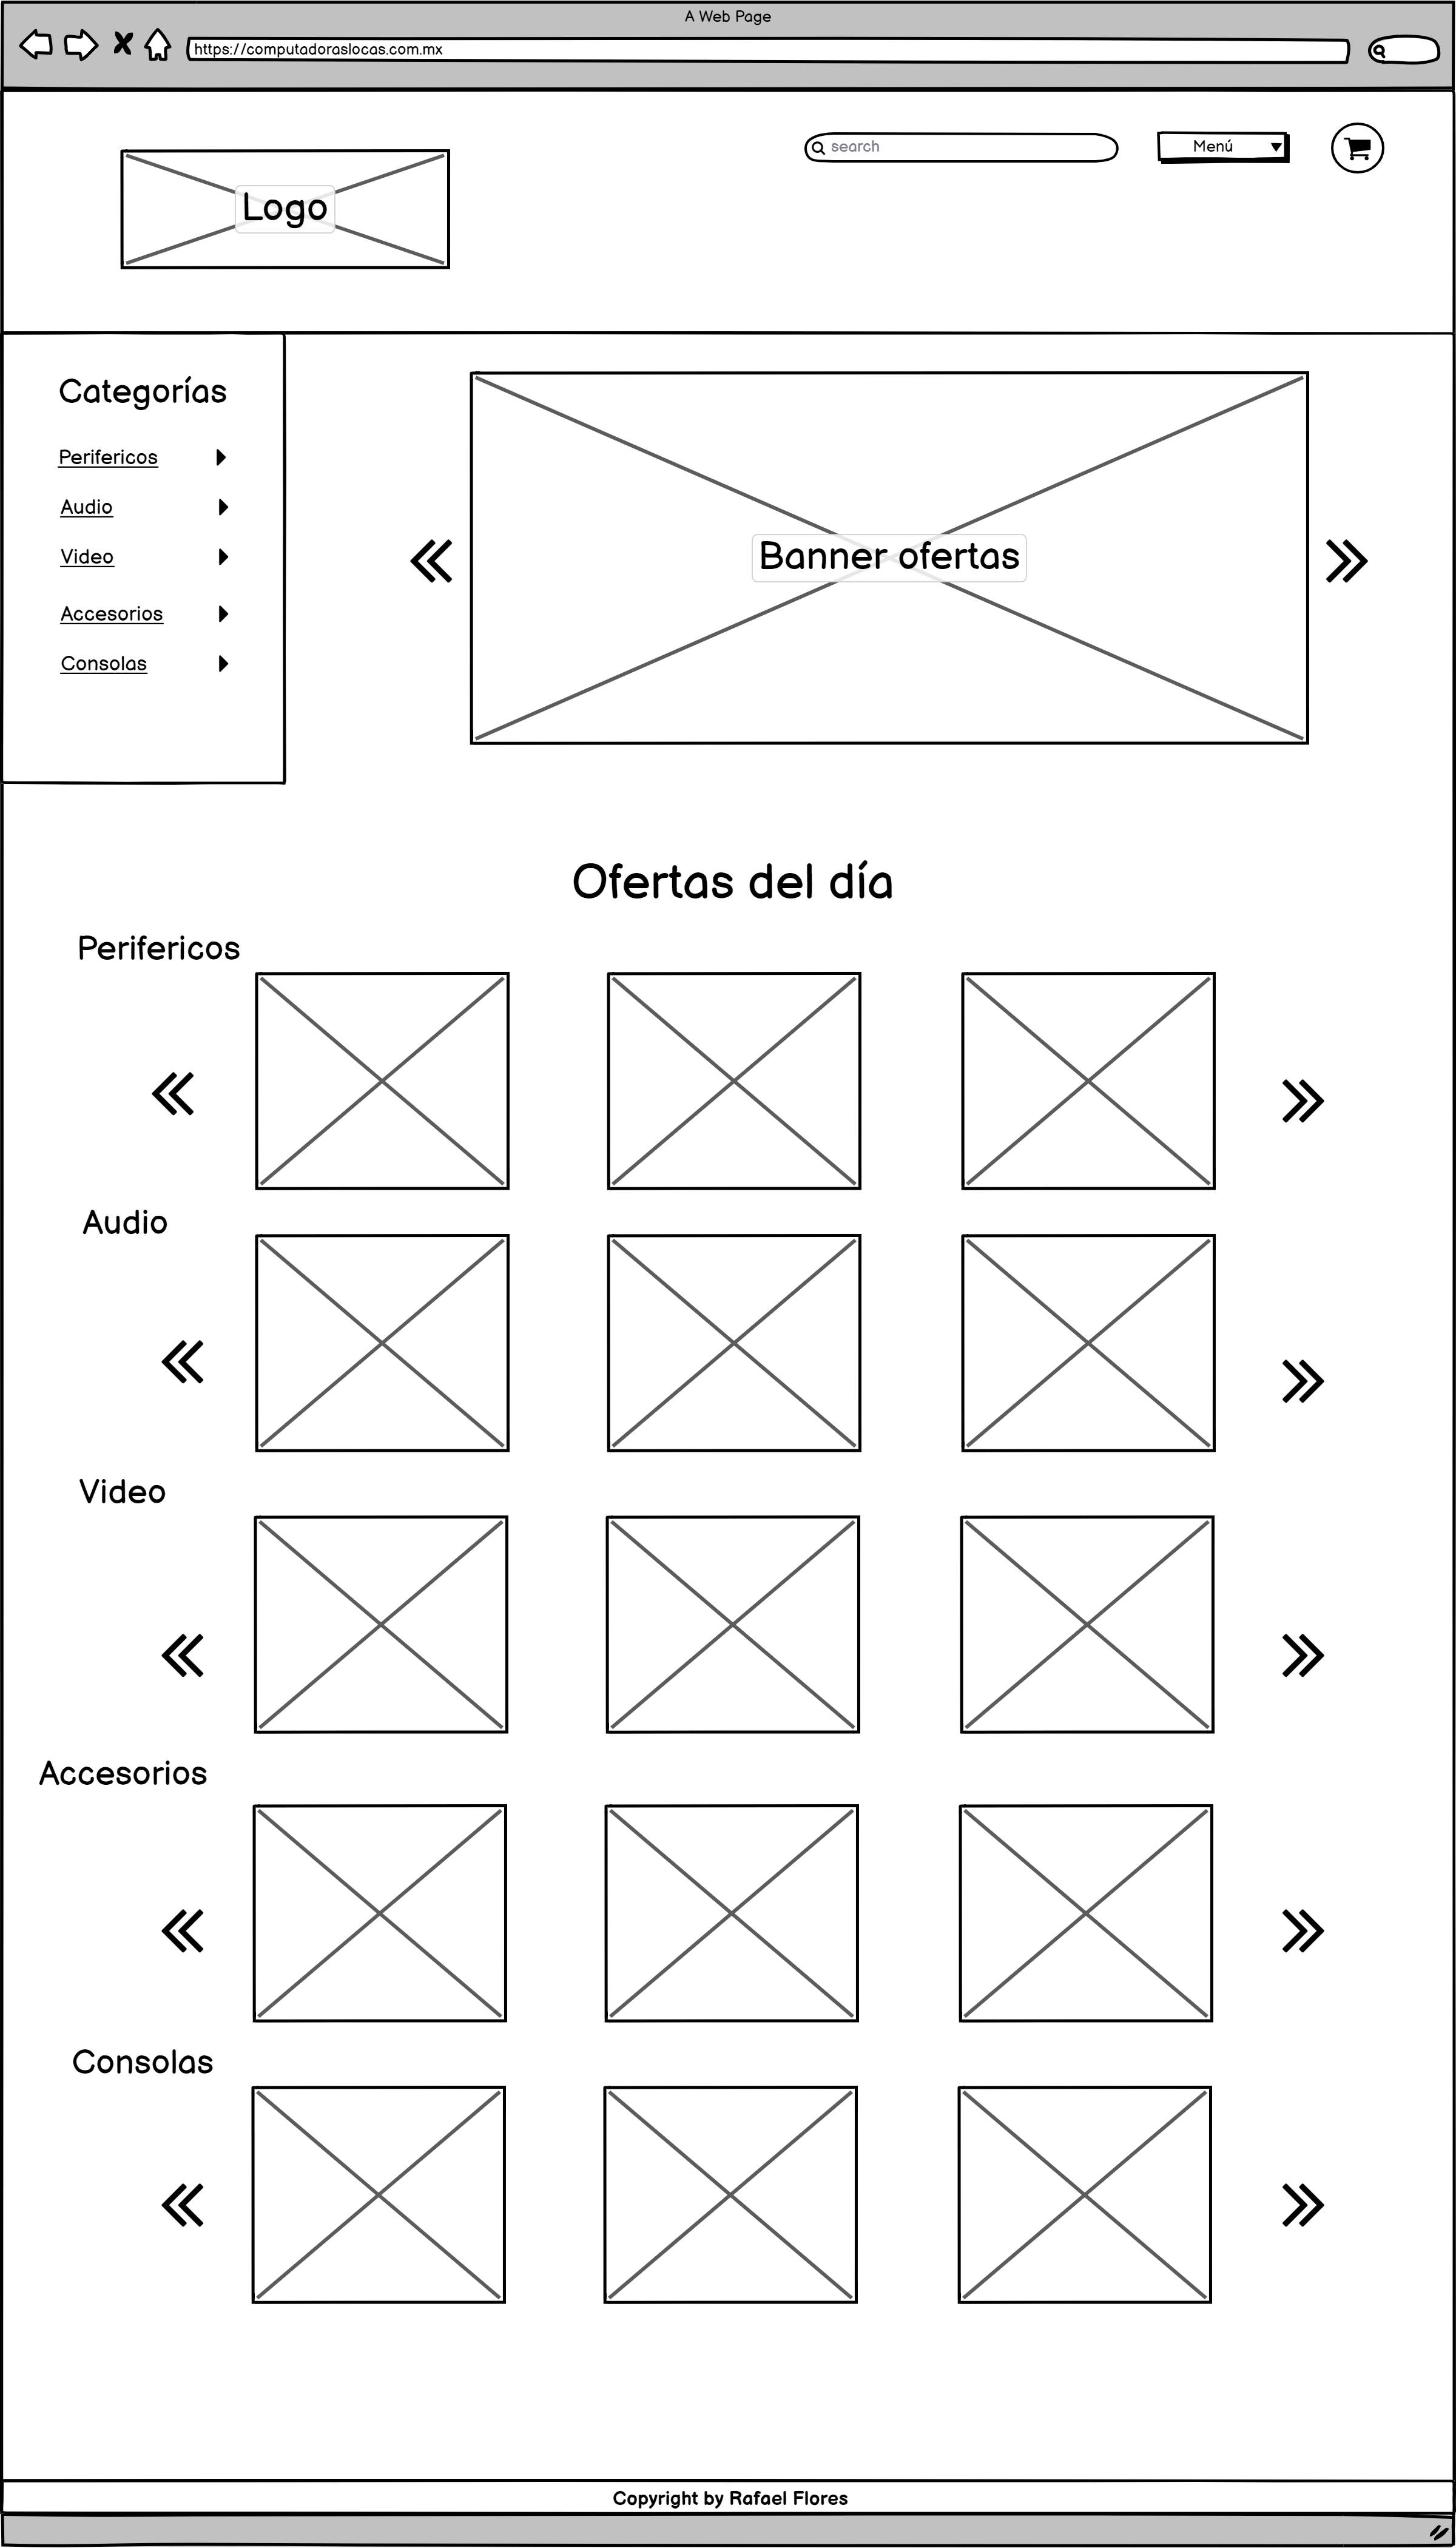 A Web Page
https://computadoraslocas.com.mx
search
Menú
Logo
Categorías
Perifericos
Audio
Video
Accesorios
Consolas
Banner ofertas
Ofertas del día
Perifericos
Audio
Video
Accesorios
Consolas
Copyright by Rafael Flores